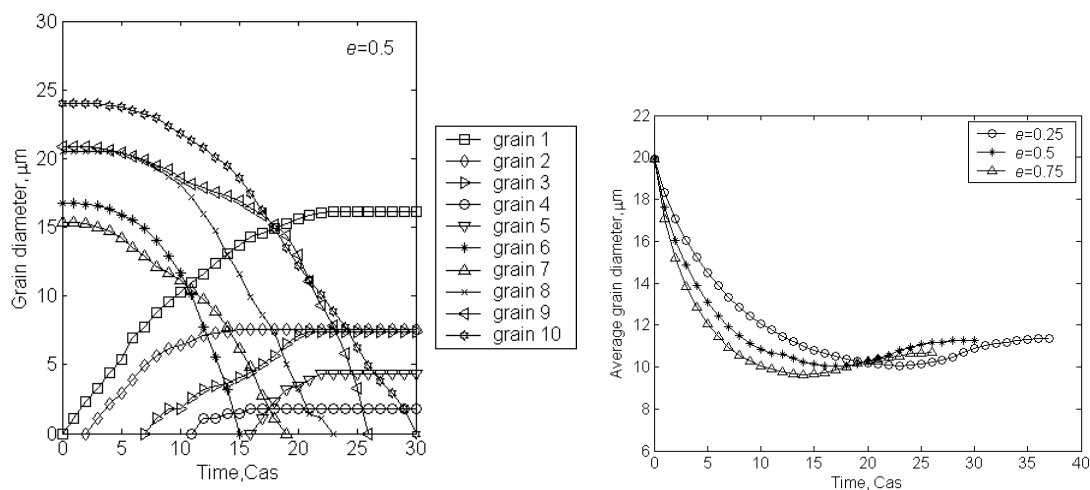 30
25
20
15
10
5
0
Grain diameter, μm
e=0.5
0 5 10 15 20 25 30
Time,Cas
grain 1
grain 2
grain 3
grain 4
grain 5
grain 6
grain 7
grain 8
grain 9
grain 10
22
20
18
16
14
12
10
8
6
Average grain diameter,μm
e=0.25
e=0.5
e=0.75
0 5 10 15 20 25 30 35 40
Time, Cas